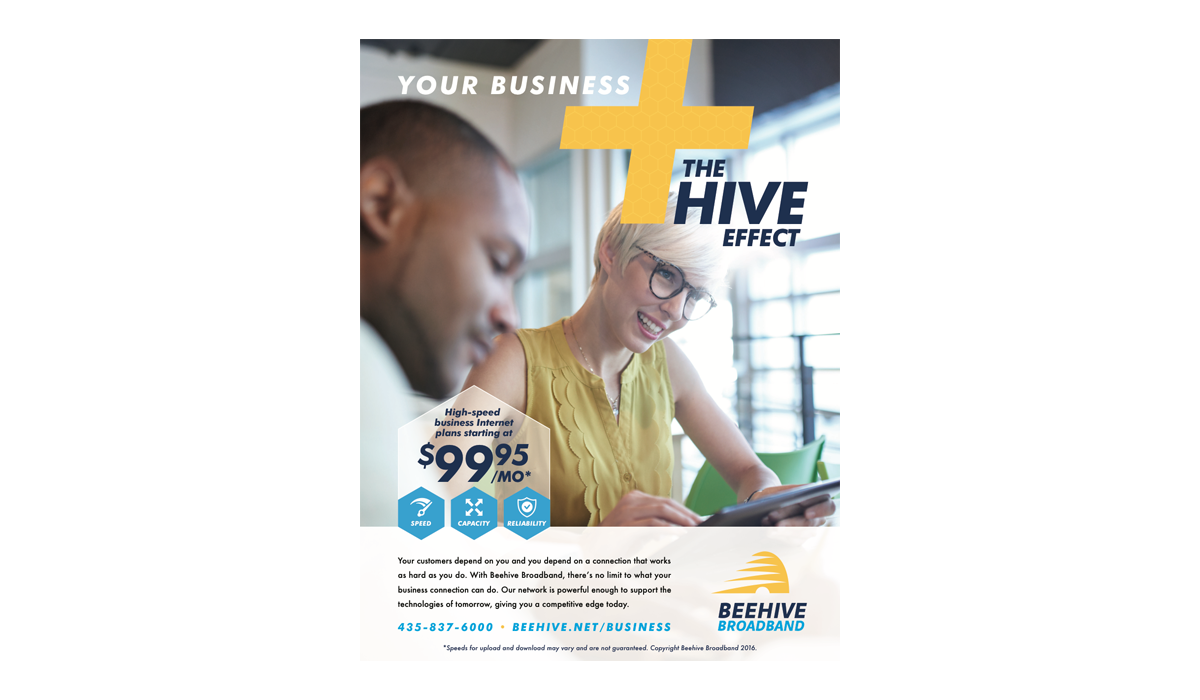 YOUR BUSINESS
THE
HIVE
EFFECT
High-speed
business Internet
plans starting at
$99.95/MO*
SPEED
CAPACITY
RELIABILITY
Your customers depend on you and you depend on a connection that works
as hard as you do. With Beehive Broadband, there's no limit to what your
business connection can do. Our network is powerful enough to support the
technologies of tomorrow, giving you a competitive edge today.
435-837-6000 • BEEHIVE.NET/BUSINESS
BEEHIVE
BROADBAND
*Speeds for upload and download may vary and are not guaranteed. Copyright Beehive Broadband 2016.